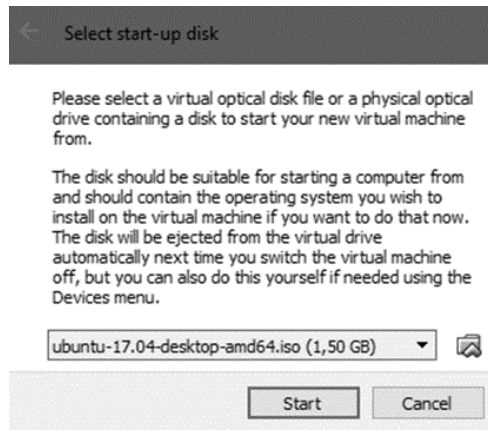 Select start-up disk
Please select a virtual optical disk file or a physical optical
drive containing a disk to start your new virtual machine
from.
The disk should be suitable for starting a computer from
and should contain the operating system you wish to
install on the virtual machine if you want to do that now.
The disk will be ejected from the virtual drive
automatically next time you switch the virtual machine
off, but you can also do this yourself if needed using the
Devices menu.
ubuntu-17.04-desktop-amd64.iso (1,50 GB)
Start Cancel